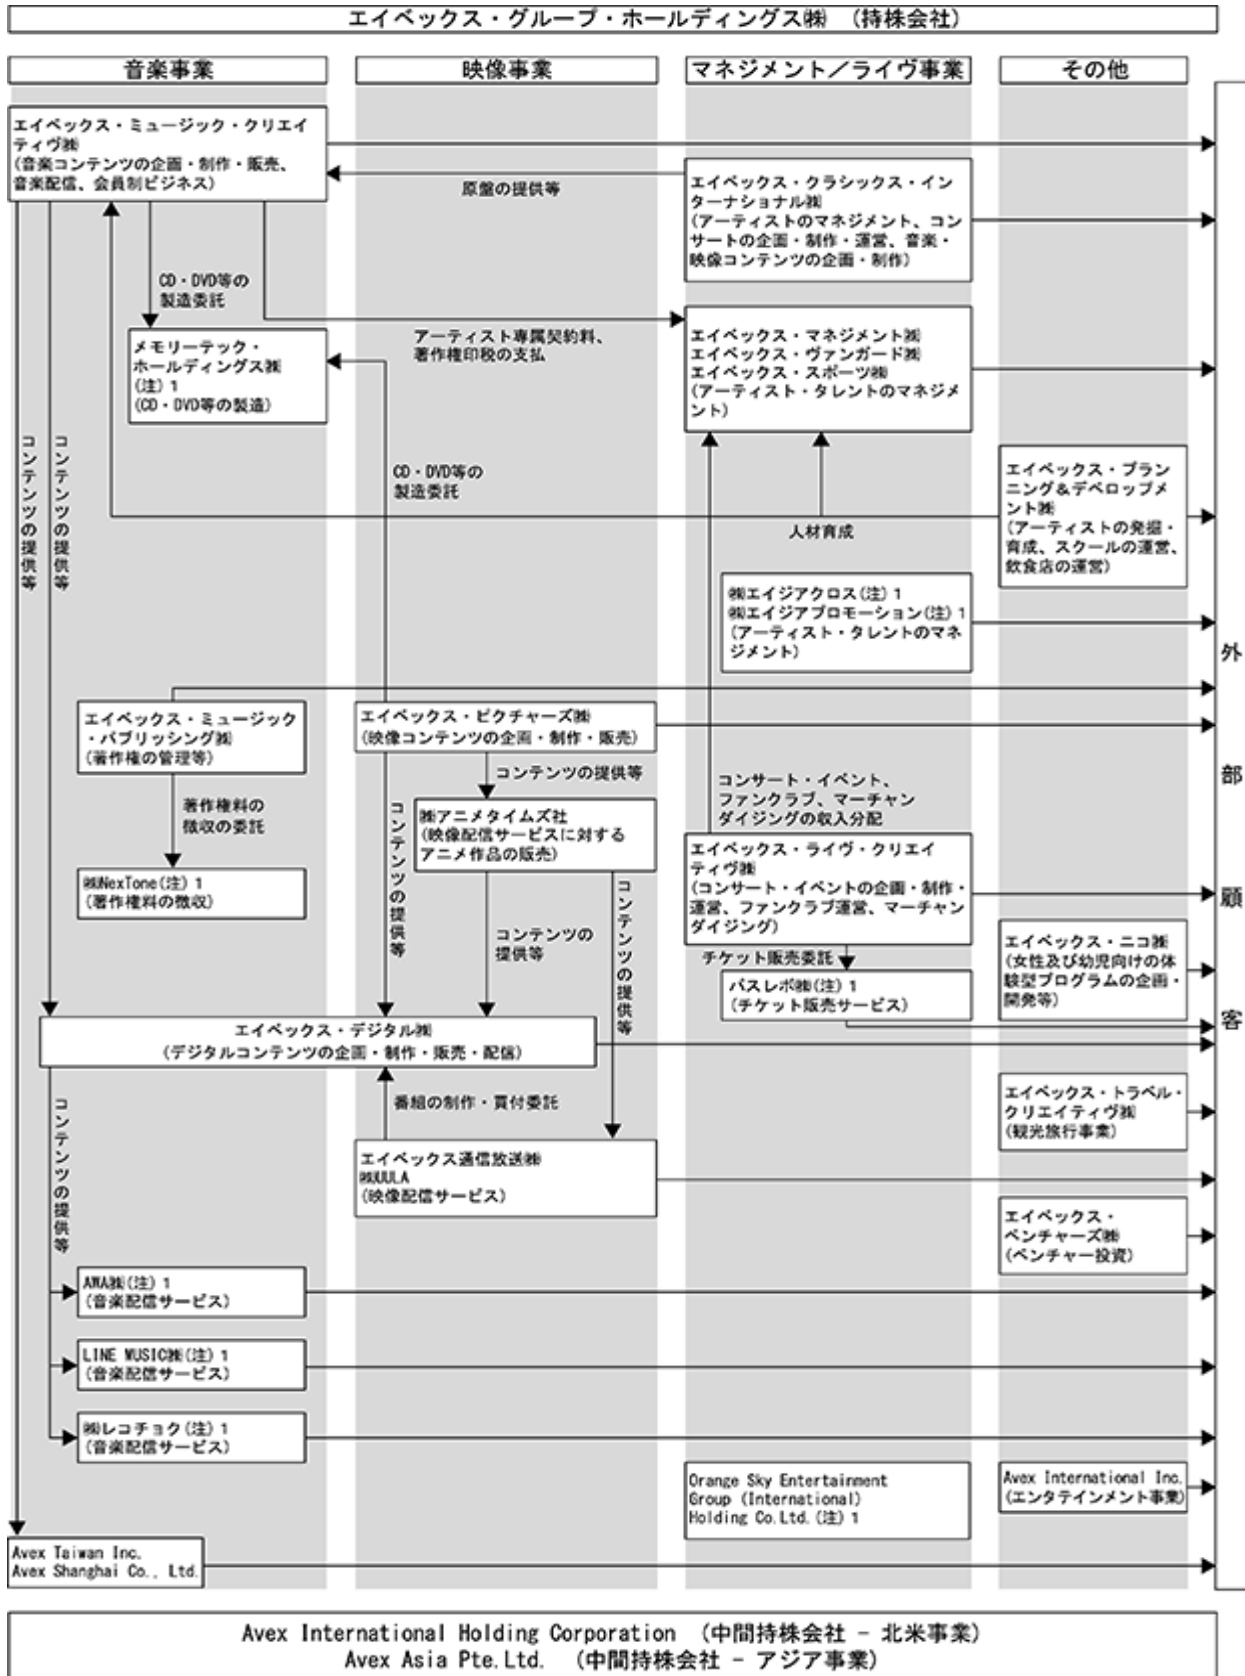 エイベックス・グループ・ホールディングス㈱ (持株会社)
音楽事業
映像事業
マネジメント/ライヴ事業
その他
エイベックス・ミュージック・クリエイ
ティヴ㈱
(音楽コンテンツの企画・制作・販売、
音楽配信、会員制ビジネス)
原盤の提供等
エイベックス・クラシックス・イン
ターナショナル㈱
(アーティストのマネジメント、コン
サートの企画・制作・運営、音楽・
映像コンテンツの企画・制作)
CD・DVD等の
製造委託
メモリーテック・
ホールディングス㈱
(注)1
(CD・DVD等の製造)
アーティスト専属契約料、
著作権印税の支払
エイベックス・マネジメント㈱
エイベックス・ヴァンガード㈱
エイベックス・スポーツ㈱
(アーティスト・タレントのマネジメ
ント)
コンテンツの提供等
コンテンツの提供等
CD・DVD等の
製造委託
人材育成
エイベックス・プラン
ニング&デベロップメ
ント㈱
(アーティストの発掘・
育成、スクールの運営、
飲食店の運営)
㈱エイジアクロス(注)1
㈱エイジアプロモーション(注)1
(アーティスト・タレントのマネ
ジメント)
外部顧客
エイベックス・ミュージック
・パブリッシング㈱
(著作権の管理等)
エイベックス・ピクチャーズ㈱
(映像コンテンツの企画・制作・販売)
著作権料の
徴収の委託
コンテンツの提供等
コンテンツの提供等
㈱アニメタイムズ社
(映像配信サービスに対する
アニメ作品の販売)
コンサート・イベント、
ファンクラブ、マーチャン
ダイジングの収入分配
エイベックス・ライヴ・クリエイ
ティヴ㈱
(コンサート・イベントの企画・制作・
運営、ファンクラブ運営、マーチャン
ダイジング)
㈱NexTone(注)1
(著作権料の徴収)
コンテンツの
提供等
コンテンツの提供等
チケット販売委託
パスレボ㈱(注)1
(チケット販売サービス)
エイベックス・ニコ㈱
(女性及び幼児向けの体
験型プログラムの企画・
開発等)
エイベックス・デジタル㈱
(デジタルコンテンツの企画・制作・販売・配信)
コンテンツの提供等
番組の制作・買付委託
エイベックス・トラベル・
クリエイティヴ㈱
(観光旅行事業)
エイベックス通信放送㈱
㈱UULA
(映像配信サービス)
エイベックス・
ベンチャーズ㈱
(ベンチャー投資)
AWA㈱(注)1
(音楽配信サービス)
LINE MUSIC㈱(注)1
(音楽配信サービス)
㈱レコチョク(注)1
(音楽配信サービス)
Orange Sky Entertainment
Group (International)
Holding Co.Ltd.(注)1
Avex International Inc.
(エンタテインメント事業)
Avex Taiwan Inc.
Avex Shanghai Co., Ltd.
Avex International Holding Corporation (中間持株会社 - 北米事業)
Avex Asia Pte.Ltd. (中間持株会社 - アジア事業)